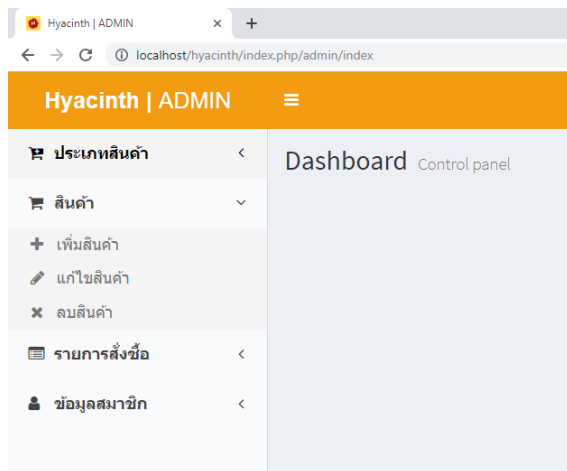 Hyacinth | ADMIN
localhost/hyacinth/index.php/admin/index
Hyacinth | ADMIN
Dashboard Control panel
ประเภทสินค้า
สินค้า
เพิ่มสินค้า
แก้ไขสินค้า
ลบสินค้า
รายการสั่งซื้อ
ข้อมูลสมาชิก